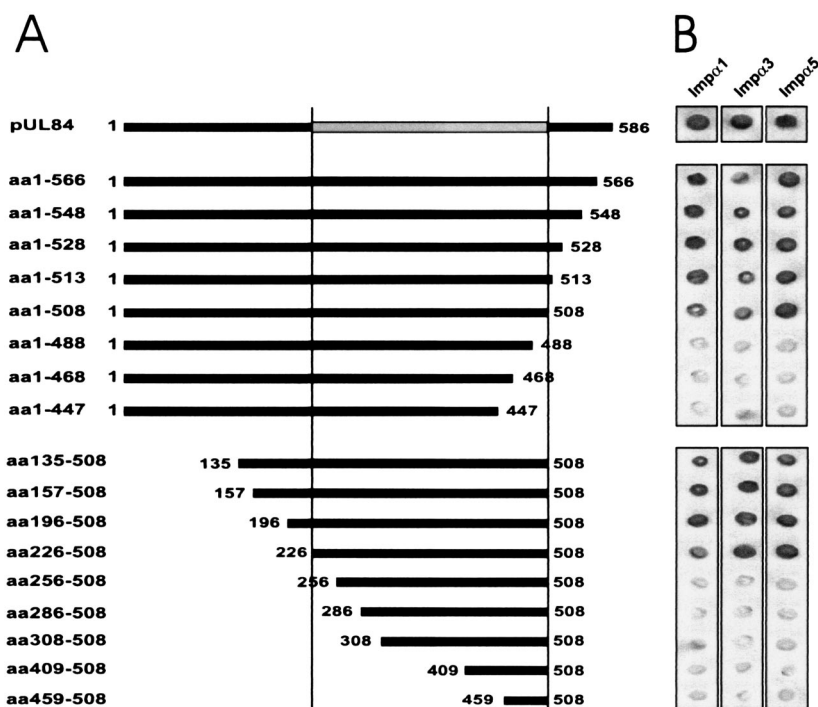 A
B
Impα1 Impα3 Impα5
pUL84 1 586
aa1-566 1 566
aa1-548 1 548
aa1-528 1 528
aa1-513 1 513
aa1-508 1 508
aa1-488 1 488
aa1-468 1 468
aa1-447 1 447
aa135-508 135 508
aa157-508 157 508
aa196-508 196 508
aa226-508 226 508
aa256-508 256 508
aa286-508 286 508
aa308-508 308 508
aa409-508 409 508
aa459-508 459 508